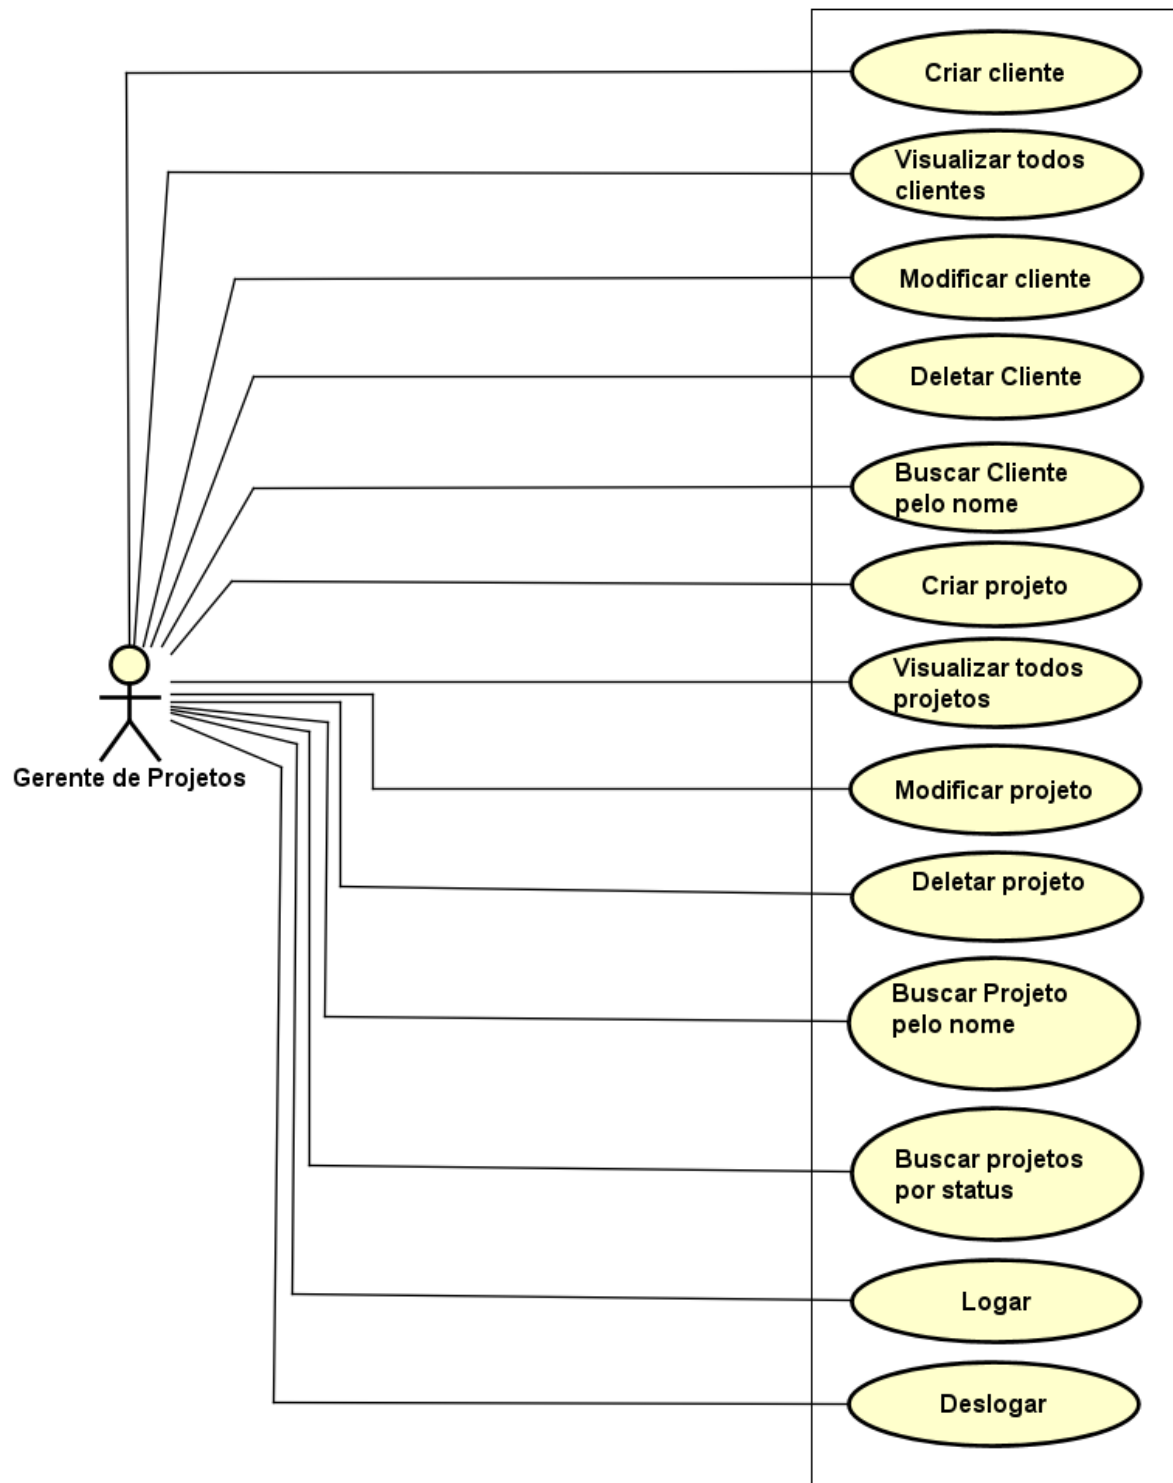 Criar cliente
Visualizar todos
clientes
Modificar cliente
Deletar Cliente
Buscar Cliente
pelo nome
Criar projeto
Visualizar todos
projetos
Gerente de Projetos
Modificar projeto
Deletar projeto
Buscar Projeto
pelo nome
Buscar projetos
por status
Logar
Deslogar